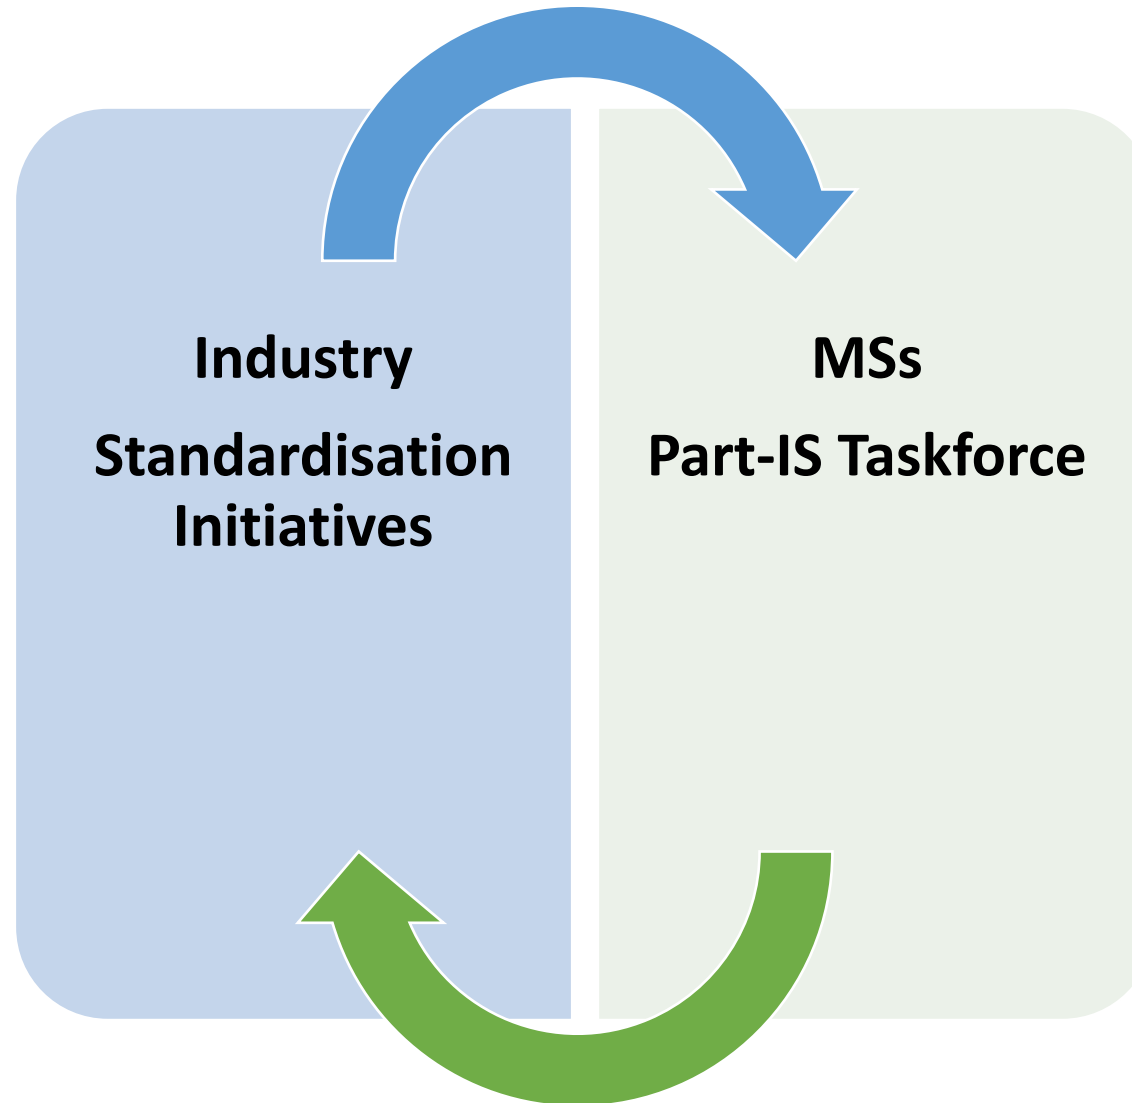 Industry
Standardisation
Initiatives
MSs
Part-IS Taskforce